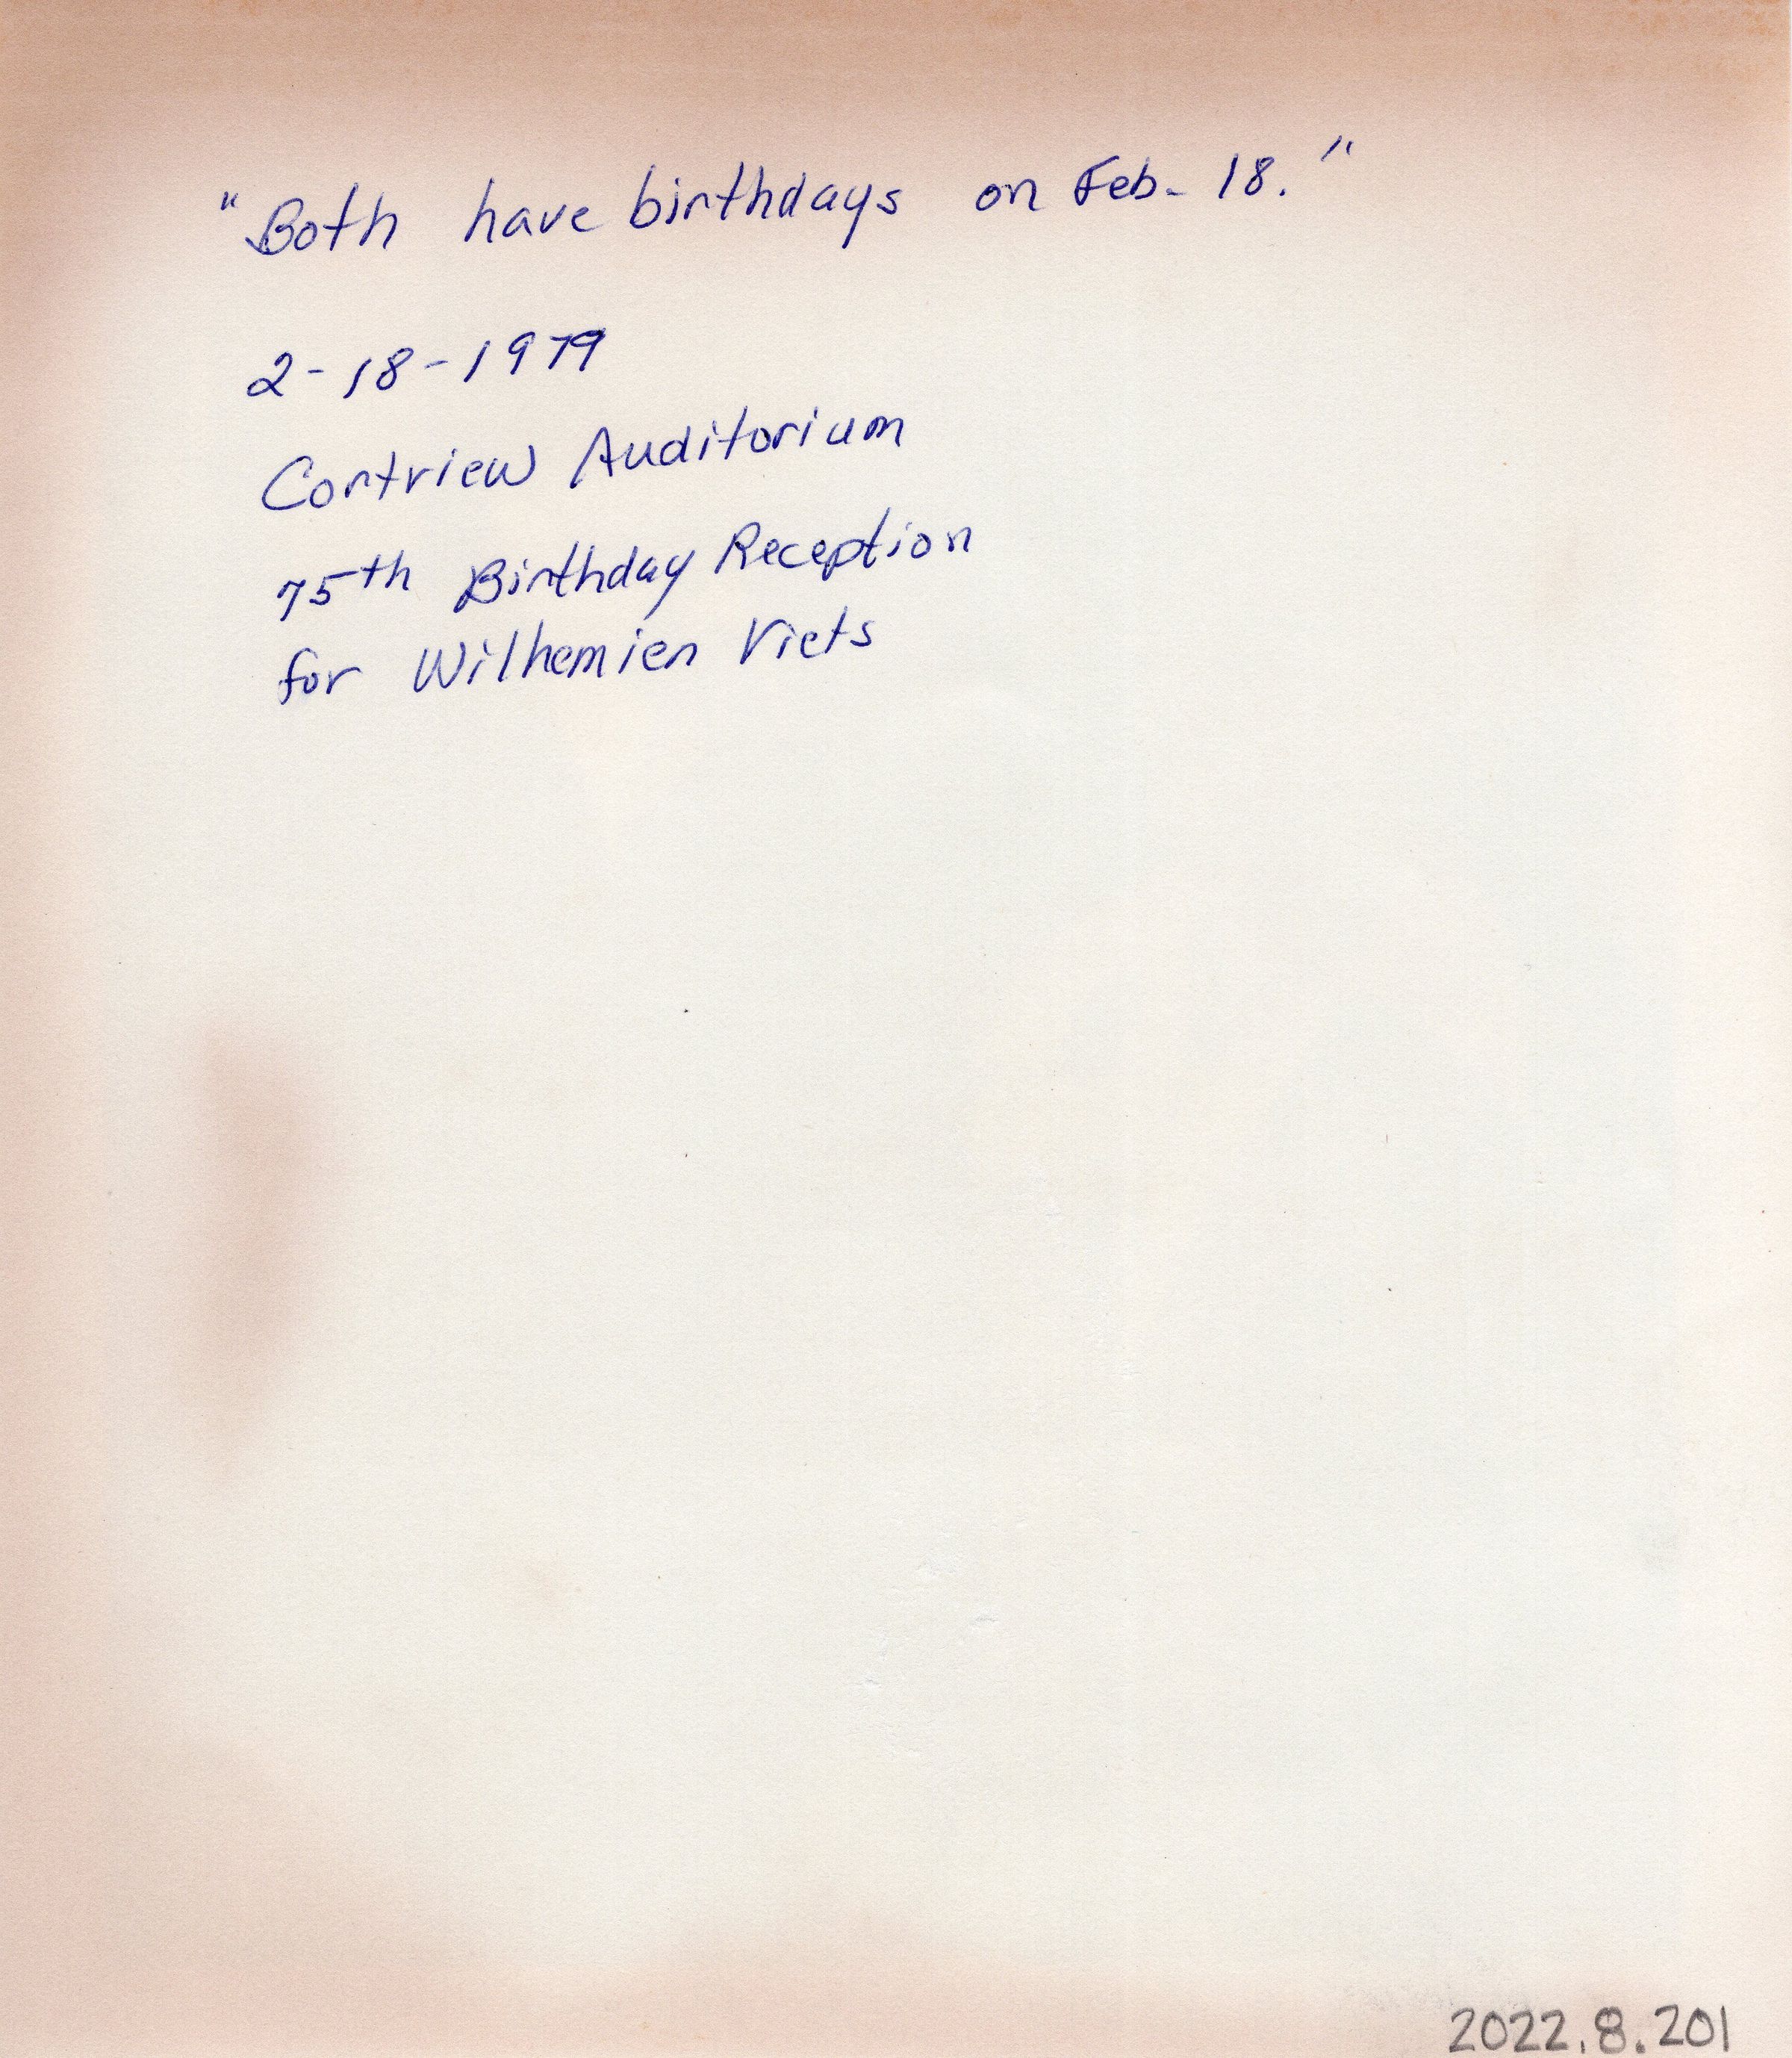 "Both have birthdays on Feb. 18."
2-18-1979
Contview Auditorium
75th Birthday Reception
for Wilhemien Viets
2022.8.201